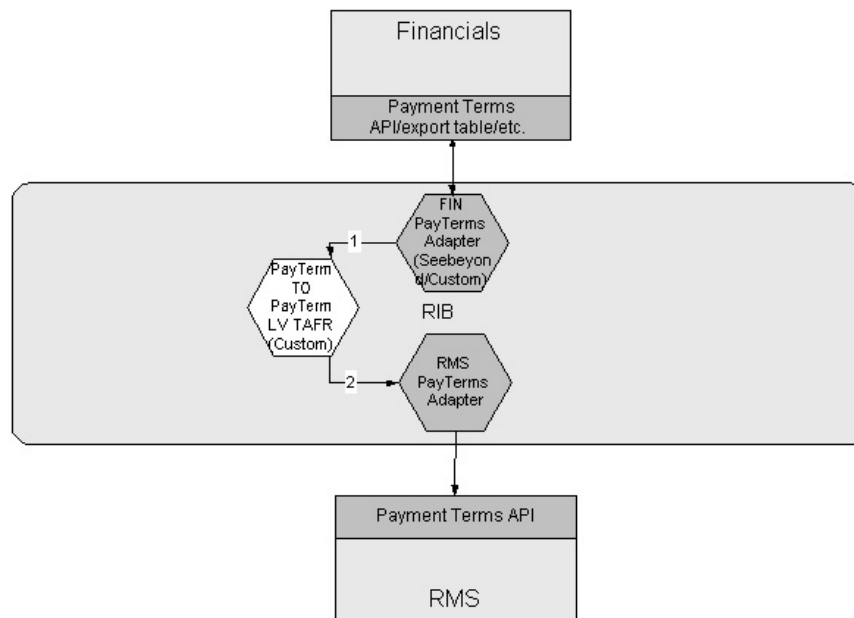 Financials
Payment Terms
API/export table/etc.
FIN
PayTerms
Adapter
(Seebeyon
d/Custom)
1
PayTerm
TO
PayTerm
LV TAFR
(Custom)
RIB
2
RMS
PayTerms
Adapter
Payment Terms API
RMS